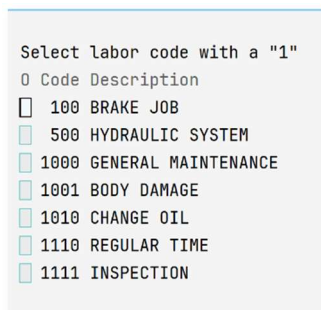 Select labor code with a "1"
O Code Description
100 BRAKE JOB
500 HYDRAULIC SYSTEM
1000 GENERAL MAINTENANCE
1001 BODY DAMAGE
1010 CHANGE OIL
1110 REGULAR TIME
1111 INSPECTION